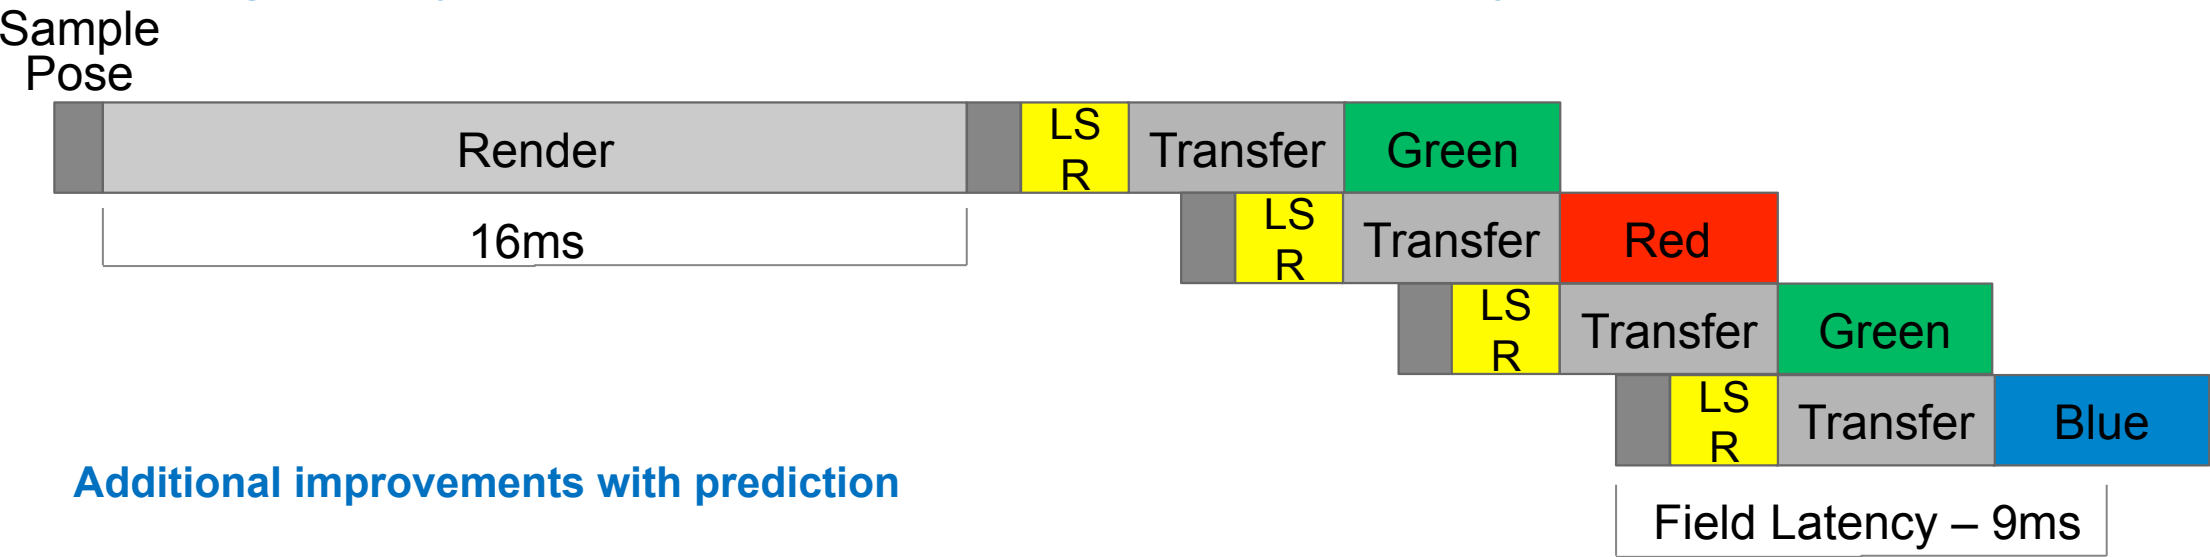 Sample
Pose
Render
LS
R
Transfer
Green
16ms
LS
R
Transfer
Red
LS
R
Transfer
Green
LS
R
Transfer
Blue
Additional improvements with prediction
Field Latency – 9ms